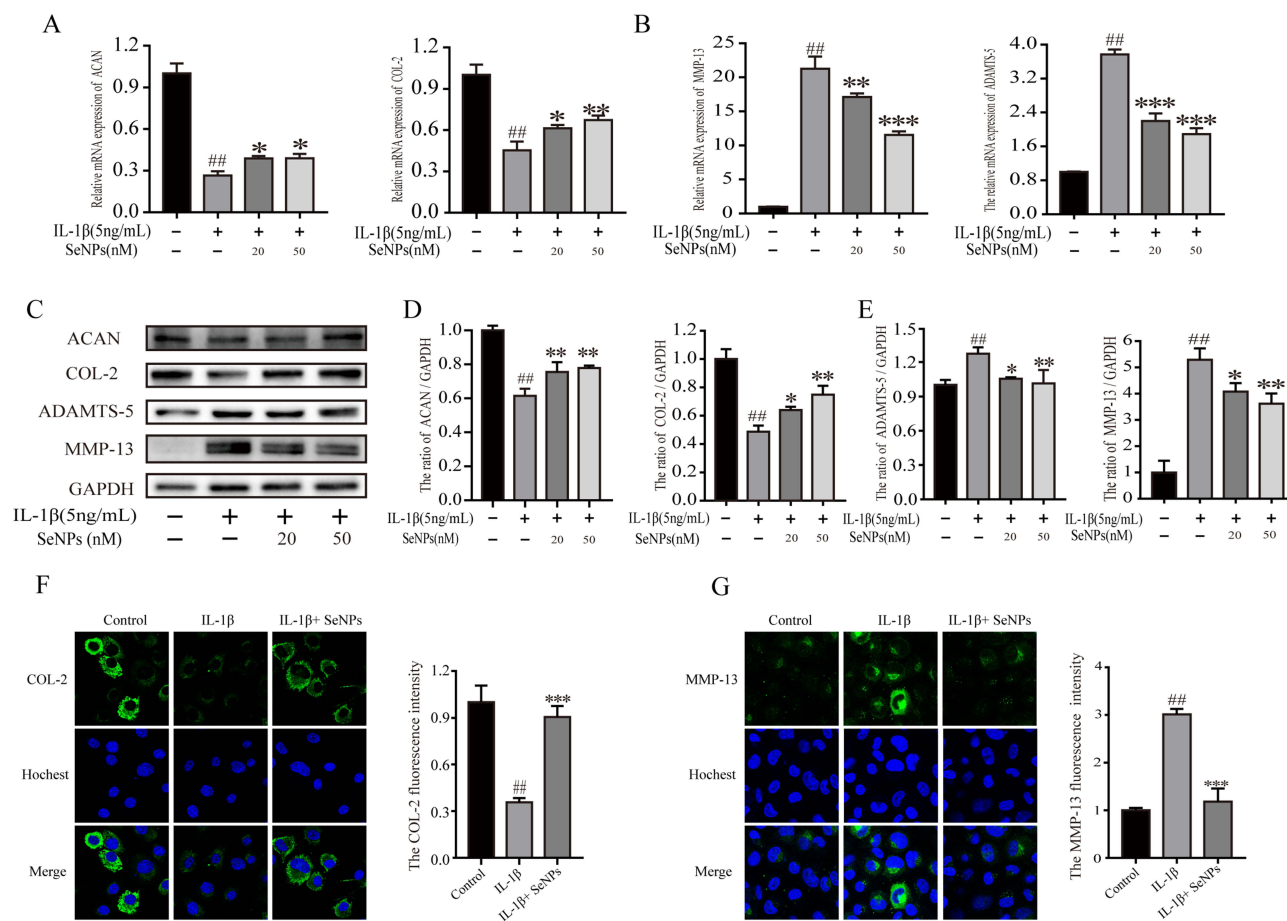 A
B
Relative mRNA expression of ACAN
1.2
0.9
0.6
0.3
0.0
##
*
*
IL-1β(5ng/mL) − + + +
SeNPs(nM) − − 20 50
Relative mRNA expression of COL-2
1.2
0.9
0.6
0.3
0.0
##
*
**
IL-1β(5ng/mL) − + + +
SeNPs(nM) − − 20 50
Relative mRNA expression of MMP-13
25
20
15
10
5
0
##
**
***
IL-1β(5ng/mL) − + + +
SeNPs(nM) − − 20 50
The relative mRNA expression of ADAMTS-5
4.0
3.2
2.4
1.6
0.8
0.0
##
***
***
IL-1β(5ng/mL) − + + +
SeNPs(nM) − − 20 50
C
ACAN
COL-2
ADAMTS-5
MMP-13
GAPDH
IL-1β(5ng/mL) − + + +
SeNPs (nM) − − 20 50
D
The ratio of ACAN / GAPDH
1.0
0.8
0.6
0.4
0.2
0.0
##
**
**
IL-1β(5ng/mL) − + + +
SeNPs(nM) − − 20 50
The ratio of COL-2 / GAPDH
1.2
1.0
0.8
0.6
0.4
0.2
0.0
##
*
**
IL-1β(5ng/mL) − + + +
SeNPs(nM) − − 20 50
E
The ratio of ADAMTS-5 / GAPDH
1.5
1.2
0.9
0.6
0.3
0.0
##
*
**
IL-1β(5ng/mL) − + + +
SeNPs(nM) − − 20 50
The ratio of MMP-13 / GAPDH
7
6
5
4
3
2
1
0
##
*
**
IL-1β(5ng/mL) − + + +
SeNPs(nM) − − 20 50
F
Control IL-1β IL-1β+ SeNPs
COL-2
Hochest
Merge
The COL-2 fluorescence intensity
1.2
0.9
0.6
0.3
0.0
##
***
Control
IL-1β
IL-1β+ SeNPs
G
Control IL-1β IL-1β+ SeNPs
MMP-13
Hochest
Merge
The MMP-13 fluorescence intensity
4
3
2
1
0
##
***
Control
IL-1β
IL-1β+ SeNPs